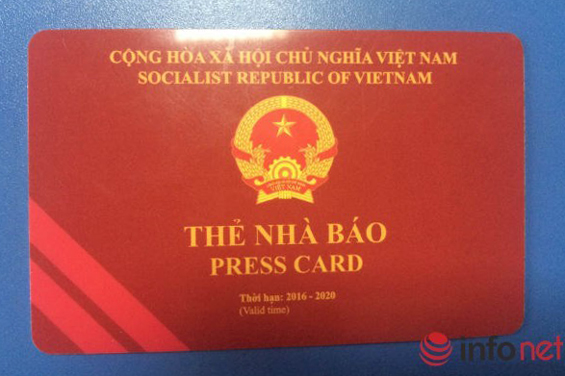 CỘNG HÒA XÃ HỘI CHỦ NGHĨA VIỆT NAM
SOCIALIST REPUBLIC OF VIETNAM
VIỆT NAM
THẺ NHÀ BÁO
PRESS CARD
Thời hạn: 2016 - 2020
(Valid time)
infonet